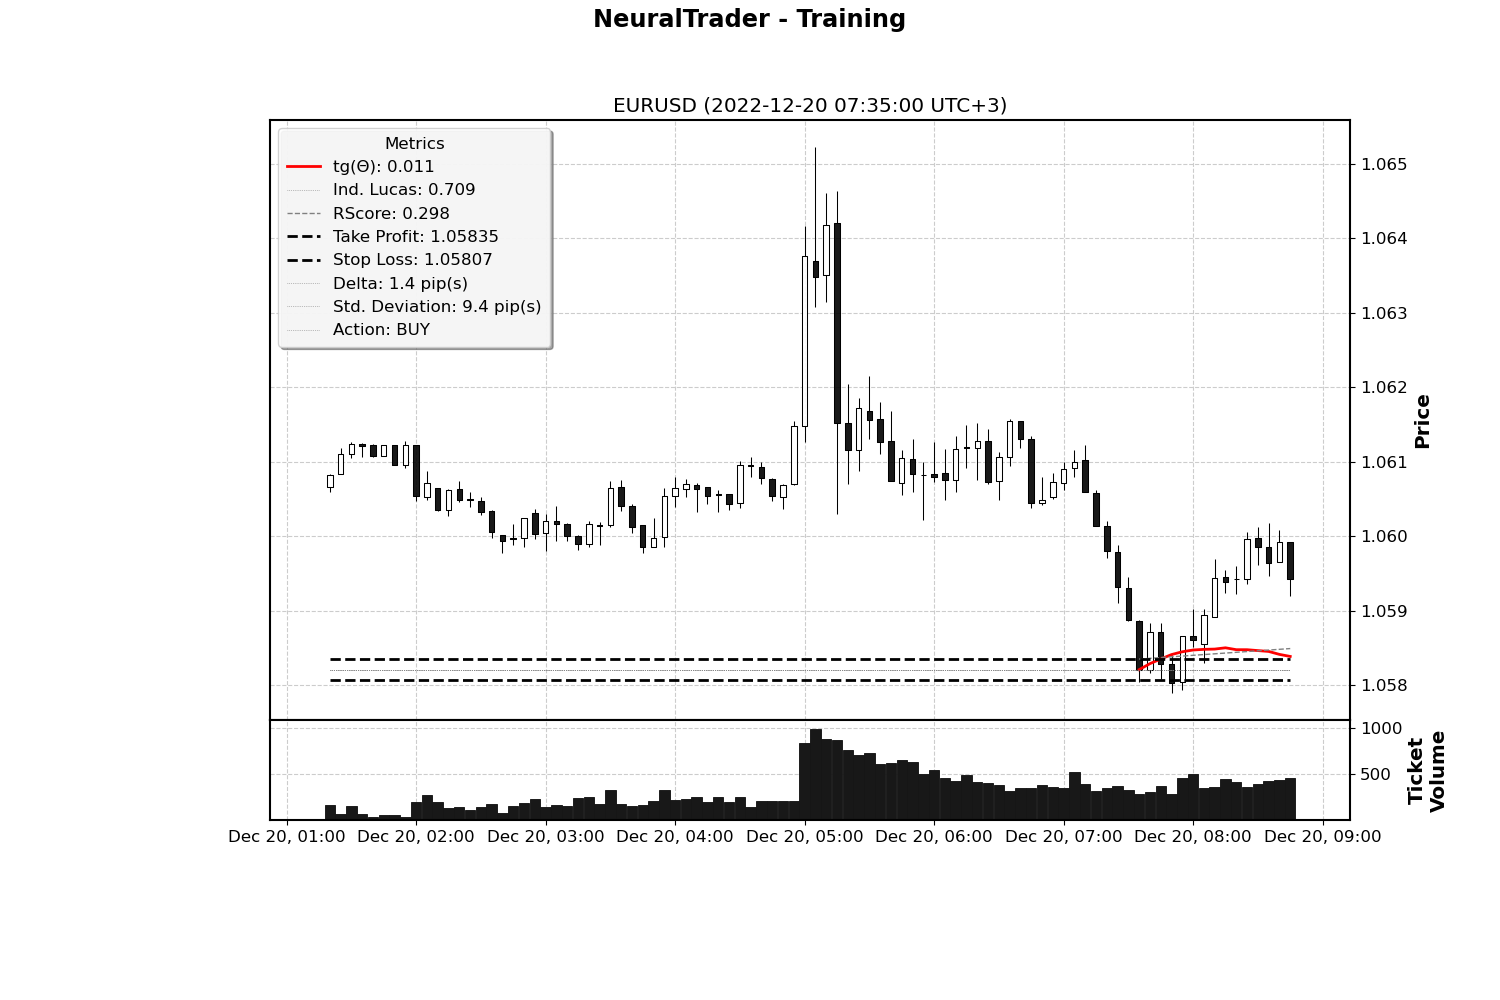 NeuralTrader - Training
EURUSD (2022-12-20 07:35:00 UTC+3)
Metrics
tg(Θ): 0.011
Ind. Lucas: 0.709
RScore: 0.298
Take Profit: 1.05835
Stop Loss: 1.05807
Delta: 1.4 pip(s)
Std. Deviation: 9.4 pip(s)
Action: BUY
1.065
1.064
1.063
1.062
1.061
1.060
1.059
1.058
Price
1000
500
Ticket
Volume
Dec 20, 01:00 Dec 20, 02:00 Dec 20, 03:00 Dec 20, 04:00 Dec 20, 05:00 Dec 20, 06:00 Dec 20, 07:00 Dec 20, 08:00 Dec 20, 09:00